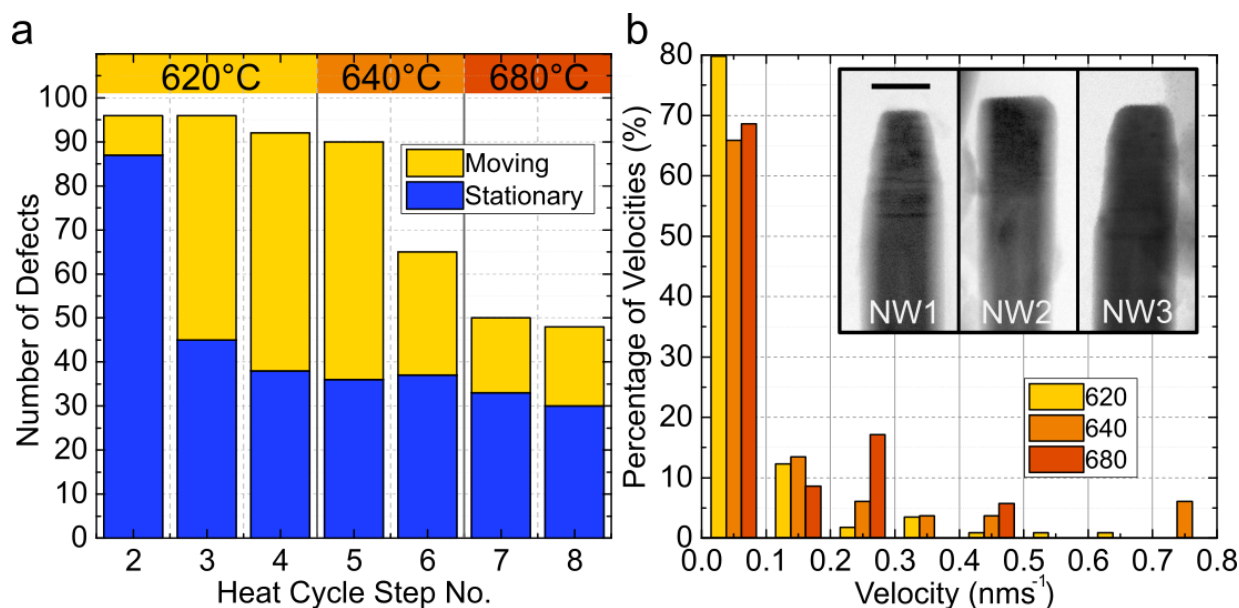 a
620°C 640°C 680°C
100
90
80
70
60
50
40
30
20
10
0
Number of Defects
Moving
Stationary
2 3 4 5 6 7 8
Heat Cycle Step No.
b
80
70
60
50
40
30
20
10
0
Percentage of Velocities (%)
NW1 NW2 NW3
620
640
680
0.0 0.1 0.2 0.3 0.4 0.5 0.6 0.7 0.8
Velocity (nms⁻¹)